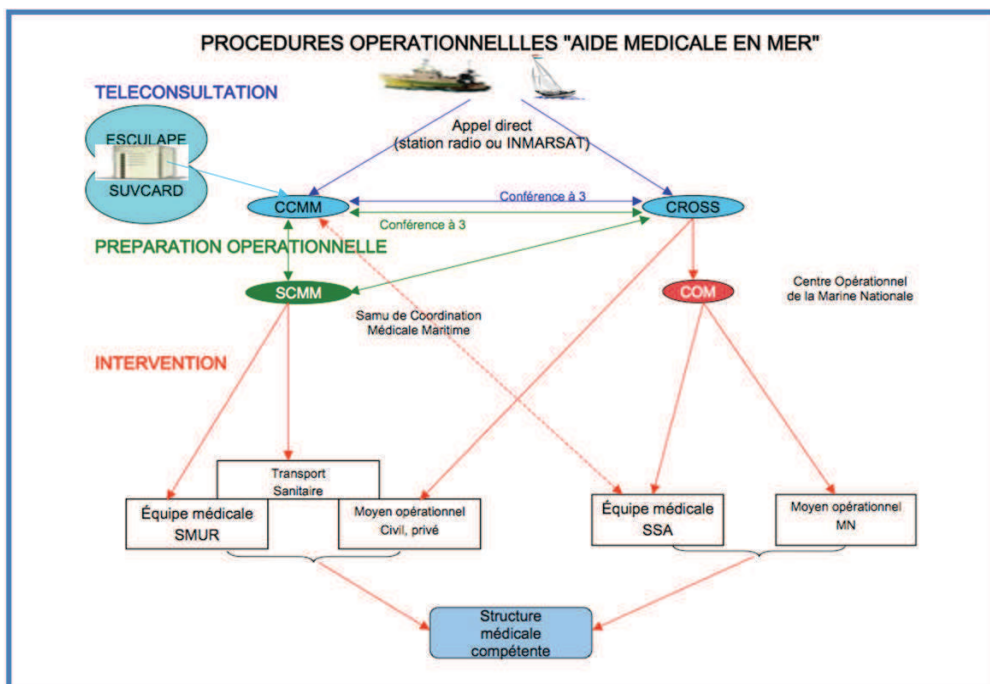 PROCEDURES OPERATIONNELLLES "AIDE MEDICALE EN MER"
TELECONSULTATION
ESCULAPE
SUVCARD
Appel direct
(station radio ou INMARSAT)
CCMM
Conférence à 3
CROSS
Conférence à 3
PREPARATION OPERATIONNELLE
SCMM
COM
Centre Opérationnel
de la Marine Nationale
Samu de Coordination
Médicale Maritime
INTERVENTION
Transport
Sanitaire
Équipe médicale
SMUR
Moyen opérationnel
Civil, privé
Équipe médicale
SSA
Moyen opérationnel
MN
Structure
médicale
compétente